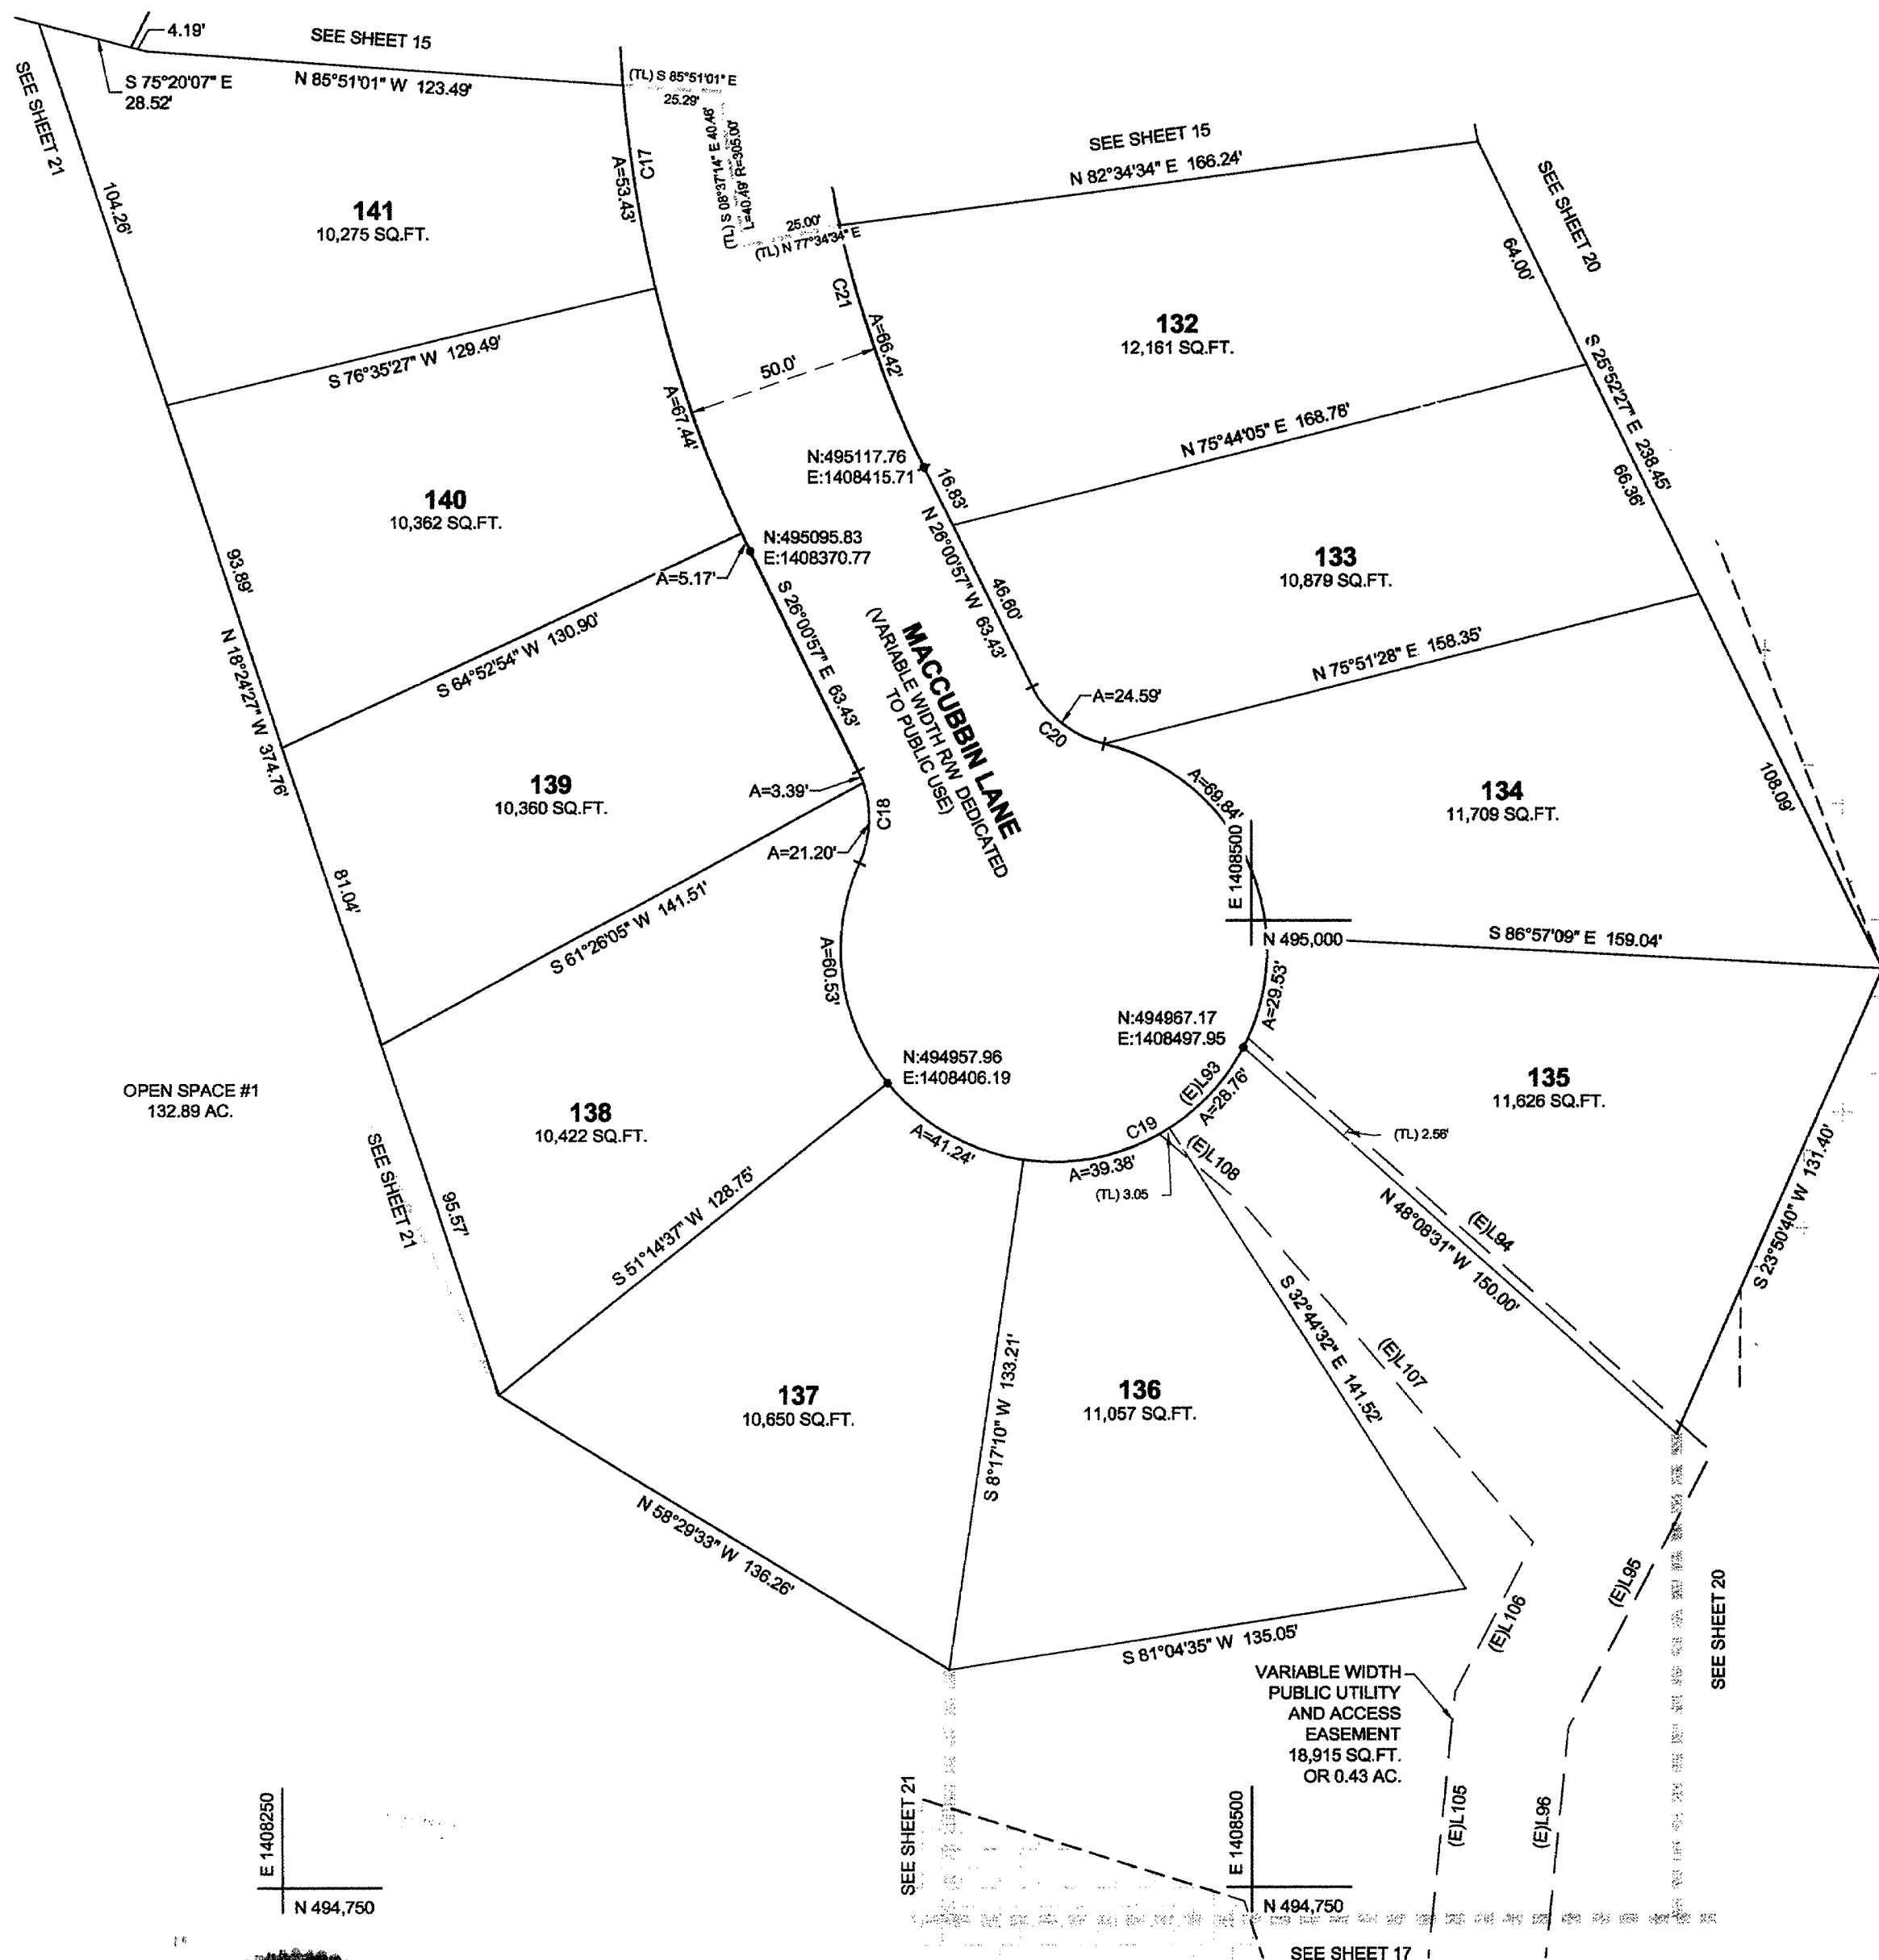 4.19'
SEE SHEET 15
S 75°20'07" E
28.52'
N 85°51'01" W 123.49'
(TL) S 85°51'01" E
25.29'
SEE SHEET 21
104.26'
C17
A=53.43'
(TL) S 08°37'14" E 40.46'
L=40.49' R=305.00'
25.00'
(TL) N 77°34'34" E
SEE SHEET 15
N 82°34'34" E 166.24'
SEE SHEET 20
64.00'
141
10,275 SQ.FT.
C21
A=66.42'
132
12,161 SQ.FT.
S 25°52'27" E 238.45'
S 76°35'27" W 129.49'
50.0'
A=67.44'
N 75°44'05" E 168.78'
66.36'
N:495117.76
E:1408415.71
16.83'
140
10,362 SQ.FT.
N:495095.83
E:1408370.77
A=5.17'
N 26°00'57" W 63.43'
46.60'
133
10,879 SQ.FT.
93.89'
S 64°52'54" W 130.90'
S 26°00'57" E 63.43'
MACCUBBIN LANE
(VARIABLE WIDTH R/W DEDICATED
TO PUBLIC USE)
N 75°51'28" E 158.35'
A=24.59'
C20
N 18°24'27" W 374.76'
139
10,360 SQ.FT.
A=3.39'
C18
A=21.20'
A=69.84'
134
11,709 SQ.FT.
108.09'
81.04'
S 61°26'05" W 141.51'
E 1408500
N 495,000
S 86°57'09" E 159.04'
A=60.53'
A=29.53'
N:494967.17
E:1408497.95
N:494957.96
E:1408406.19
OPEN SPACE #1
132.89 AC.
138
10,422 SQ.FT.
(E)L93
A=28.76'
135
11,626 SQ.FT.
(TL) 2.56'
SEE SHEET 21
95.57'
A=41.24'
C19
A=39.38'
(TL) 3.05
(E)L108
S 51°14'37" W 128.75'
N 48°08'31" W 150.00'
(E)L94
S 23°50'40" W 131.40'
137
10,650 SQ.FT.
S 8°17'10" W 133.21'
136
11,057 SQ.FT.
S 32°44'32" E 141.52'
(E)L107
N 58°29'33" W 136.26'
S 81°04'35" W 135.05'
(E)L106
(E)L95
SEE SHEET 20
VARIABLE WIDTH
PUBLIC UTILITY
AND ACCESS
EASEMENT
18,915 SQ.FT.
OR 0.43 AC.
E 1408250
N 494,750
SEE SHEET 21
E 1408500
N 494,750
(E)L105
(E)L96
SEE SHEET 17